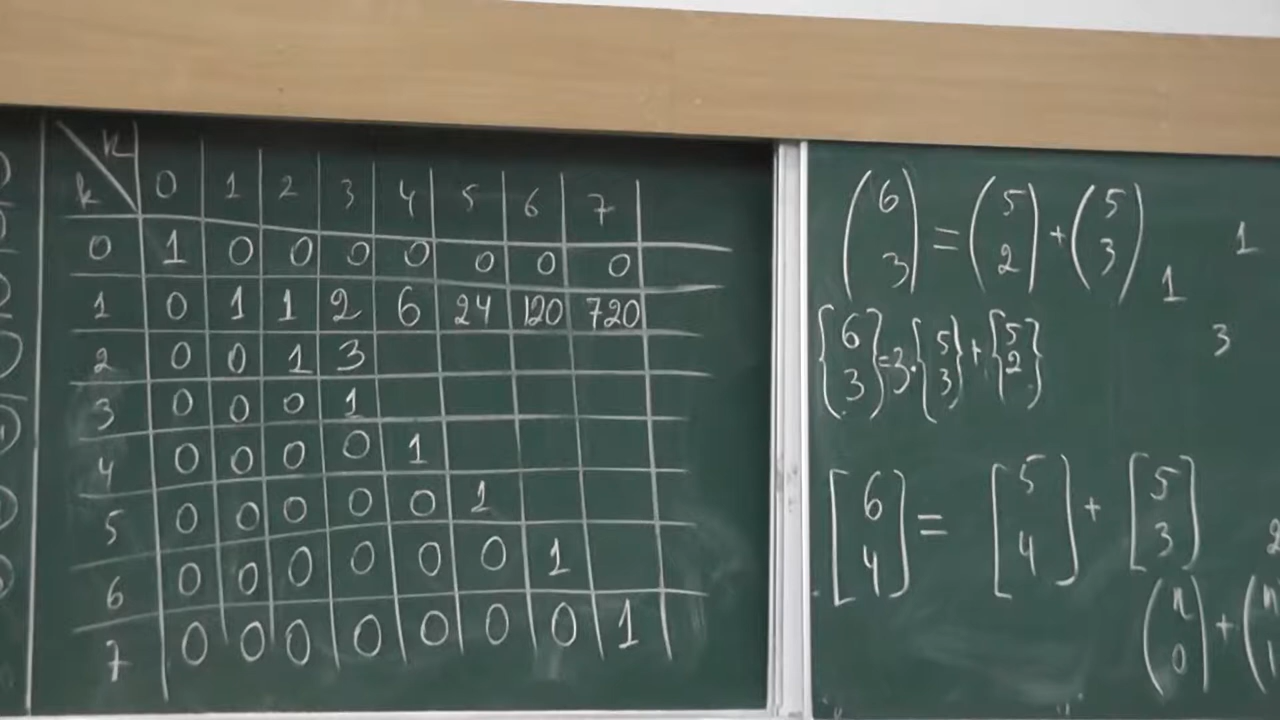 n
k 0 1 2 3 4 5 6 7
0 1 0 0 0 0 0 0 0
1 0 1 1 2 6 24 120 720
2 0 0 1 3
3 0 0 0 1
4 0 0 0 0 1
5 0 0 0 0 0 1
6 0 0 0 0 0 0 1
7 0 0 0 0 0 0 0 1
(6 3) = (5 2) + (5 3) 1
1
{6 3} = 3 · {5 3} + {5 2} 3
[6 4] = [5 4] + [5 3]
(n 0) + (